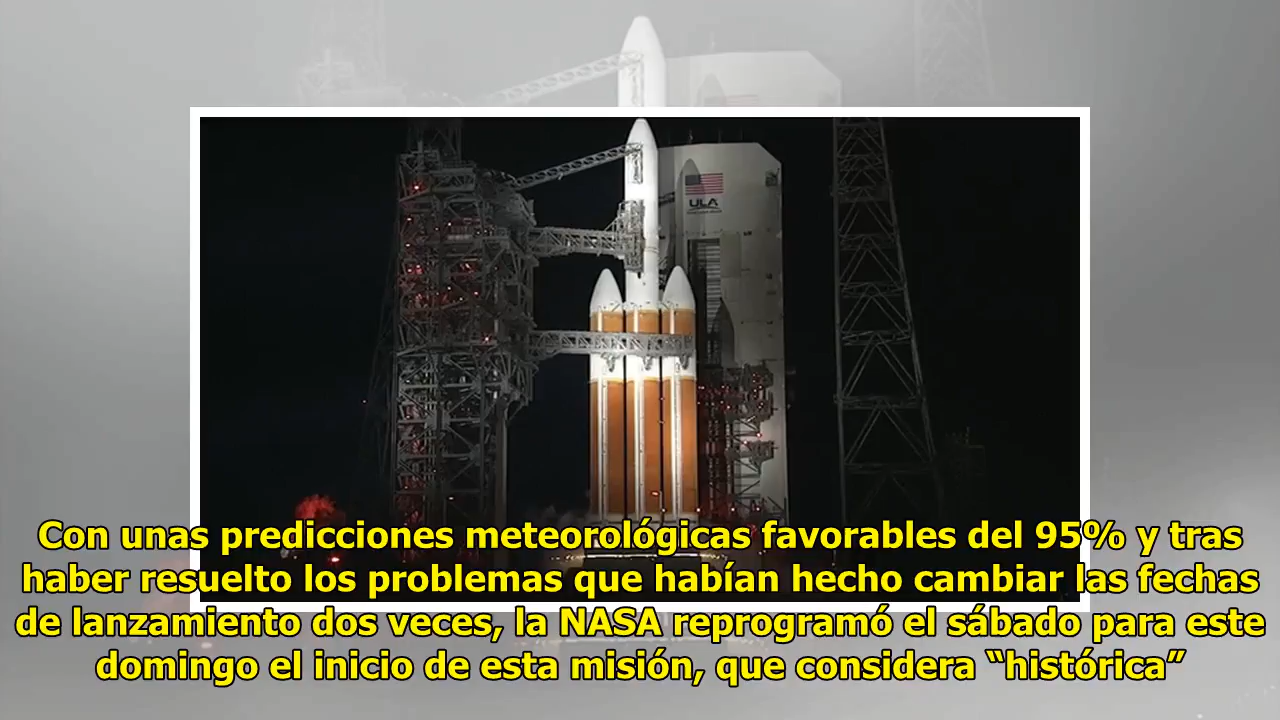 ULA
Con unas predicciones meteorológicas favorables del 95% y tras
haber resuelto los problemas que habían hecho cambiar las fechas
de lanzamiento dos veces, la NASA reprogramó el sábado para este
domingo el inicio de esta misión, que considera “histórica”